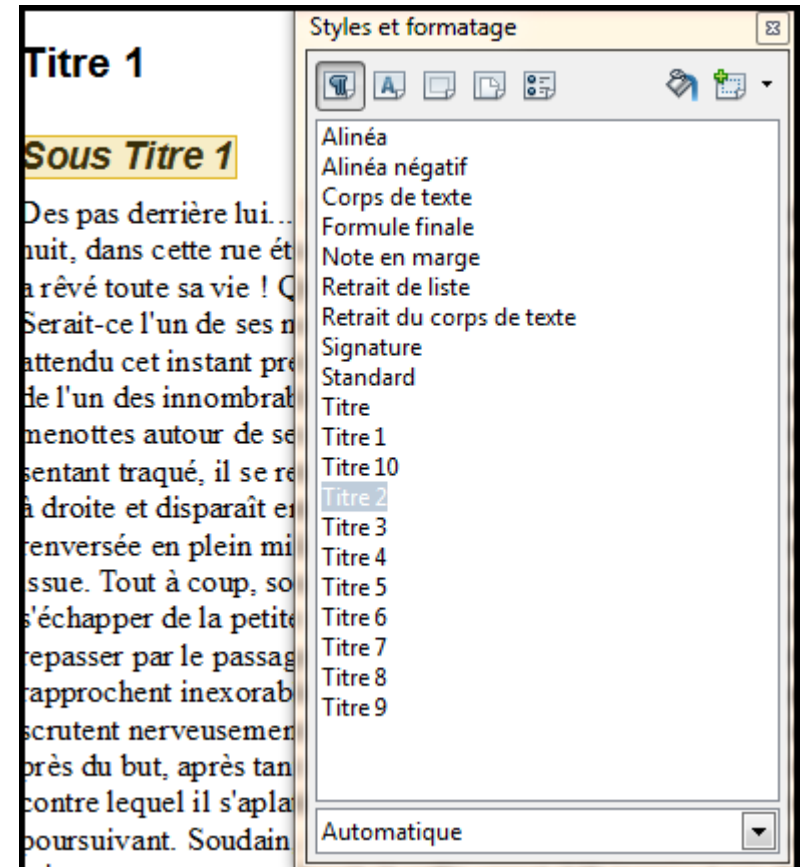 Titre 1
Sous Titre 1
Des pas derrière lui...
nuit, dans cette rue ét
a rêvé toute sa vie ! Q
Serait-ce l'un de ses n
attendu cet instant pré
de l'un des innombrab
menottes autour de se
sentant traqué, il se re
à droite et disparaît en
renversée en plein mi
issue. Tout à coup, so
s'échapper de la petite
repasser par le passag
rapprochent inexorab
scrutent nerveusemen
près du but, après tan
contre lequel il s'apla
poursuivant. Soudain
Styles et formatage
Alinéa
Alinéa négatif
Corps de texte
Formule finale
Note en marge
Retrait de liste
Retrait du corps de texte
Signature
Standard
Titre
Titre 1
Titre 10
Titre 2
Titre 3
Titre 4
Titre 5
Titre 6
Titre 7
Titre 8
Titre 9
Automatique